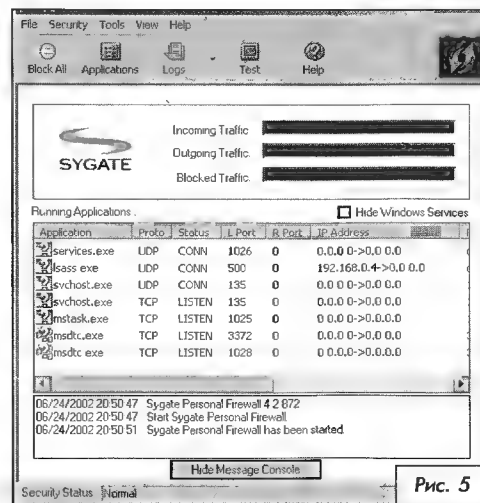 File Security Tools View Help
Block All Applications Logs Test Help
SYGATE
Incoming Traffic
Outgoing Traffic.
Blocked Traffic.
Running Applications. Hide Windows Services
Application Proto Status L Port R Port IP Address
services.exe UDP CONN 1026 0 0.0.0 0->0.0 0.0
lsass exe UDP CONN 500 0 192.168.0.4->0.0 0.0
svchost.exe UDP CONN 135 0 0.0 0 0->0.0 0.0
svchost.exe TCP LISTEN 135 0 0.0 0.0->0.0.0.0
mstask.exe TCP LISTEN 1025 0 0.0 0 0->0.0.0.0
msdtc.exe TCP LISTEN 3372 0 0.0 0 0->0.0 0.0
msdtc exe TCP LISTEN 1028 0 0 0.0.0->0.0.0.0
06/24/2002 20 50 47 Sygate Personal Firewall 4 2 872
06/24/2002 20 50 47 Start Sygate Personal Firewall
06/24/2002 20 50 51 Sygate Personal Firewall has been started.
Hide Message Console
Security Status Normal
Рис. 5